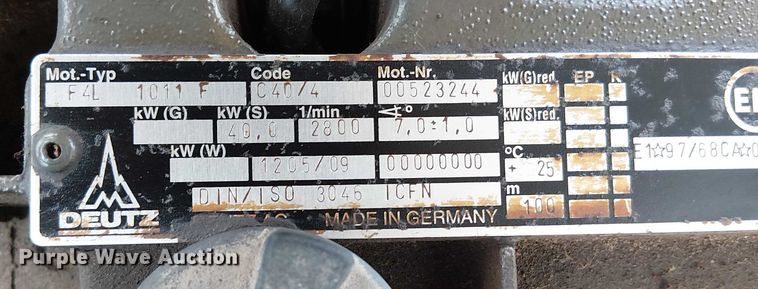 Mot.-Typ Code Mot.-Nr. kW(G)red. EP
F4L 1011 F C40/4 00523244
kW (G) kW (S) 1/min ∢° kW(S)red.
40,0 2800 7,0±1,0
kW (W) °C E1☆97/68CA☆0
1205/09 00000000 + 25
DIN/ISO 3046 ICFN m
100
DEUTZ MADE IN GERMANY
Purple Wave Auction